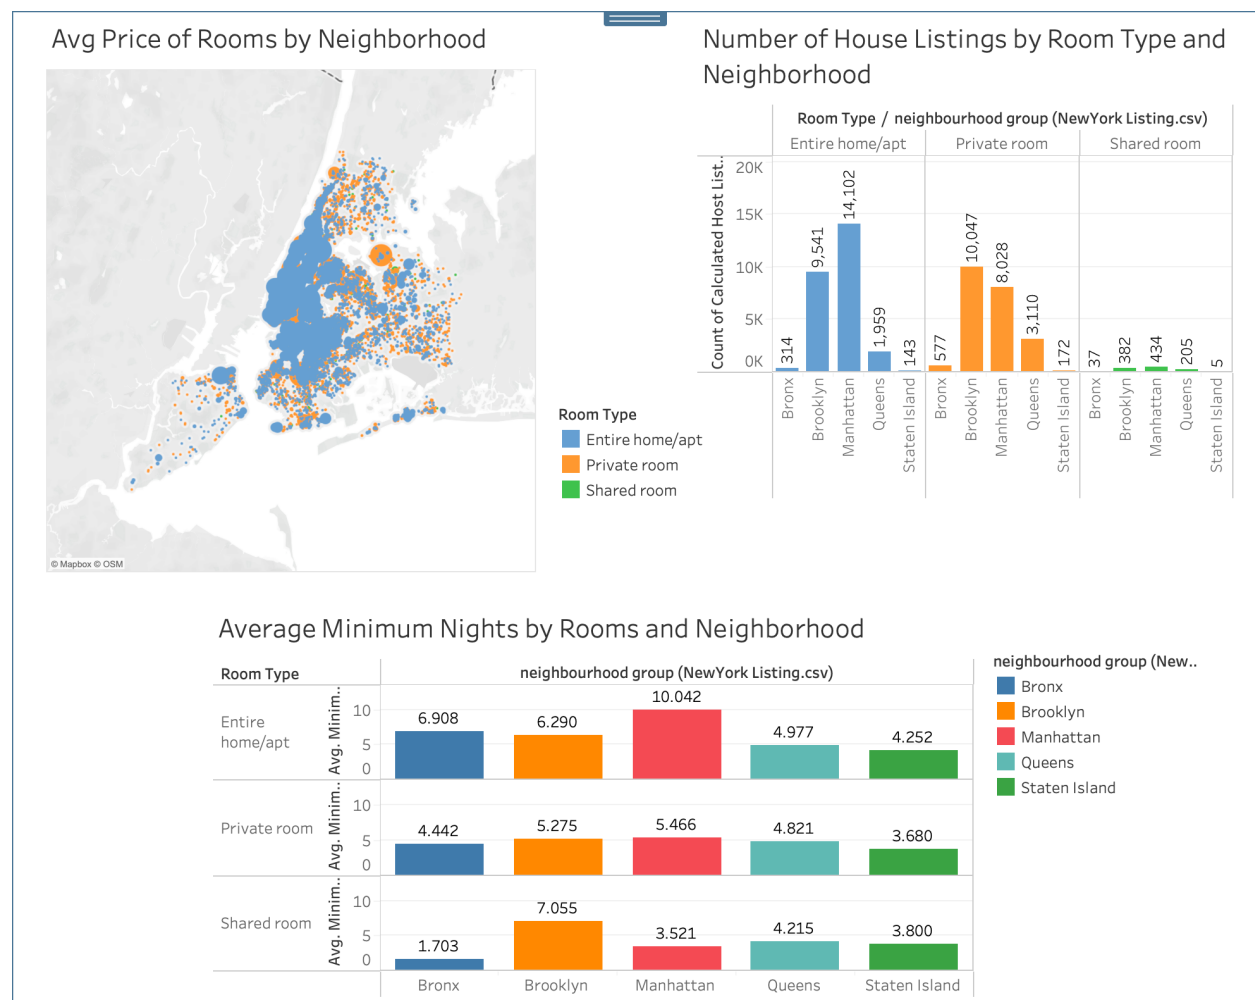 Avg Price of Rooms by Neighborhood
© Mapbox © OSM
Room Type
Entire home/apt
Private room
Shared room
Number of House Listings by Room Type and
Neighborhood
Room Type / neighbourhood group (NewYork Listing.csv)
Entire home/apt Private room Shared room
Count of Calculated Host List..
20K
15K
10K
5K
0K
314 9,541 14,102 1,959 143 577 10,047 8,028 3,110 172 37 382 434 205 5
Bronx Brooklyn Manhattan Queens Staten Island Bronx Brooklyn Manhattan Queens Staten Island Bronx Brooklyn Manhattan Queens Staten Island
Average Minimum Nights by Rooms and Neighborhood
Room Type neighbourhood group (NewYork Listing.csv)
Entire
home/apt
Avg. Minim..
10
5
0
6.908 6.290 10.042 4.977 4.252
Private room
Avg. Minim..
10
5
0
4.442 5.275 5.466 4.821 3.680
Shared room
Avg. Minim..
10
5
0
1.703 7.055 3.521 4.215 3.800
Bronx Brooklyn Manhattan Queens Staten Island
neighbourhood group (New..
Bronx
Brooklyn
Manhattan
Queens
Staten Island